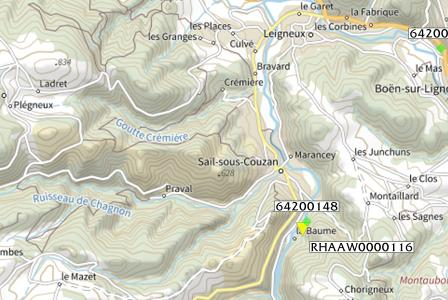 le Garet
les Places
la Fabrique
Leigneux
les Corbines
les Granges
Culvé
64200
Bravard
.834
le Mas
Ladret
Crémière
Boën-sur-Lign
Plégneux
Goutte Crémière
Marancey
les Junchuns
Sail-sous-Couzan
.628
le Clos
Praval
Montaillard
Ruisseau de Chagnon
64200148
les Sagnes
la Baume
RHAAW0000116
mbes
le Mazet
Montaubo
Chorigneux